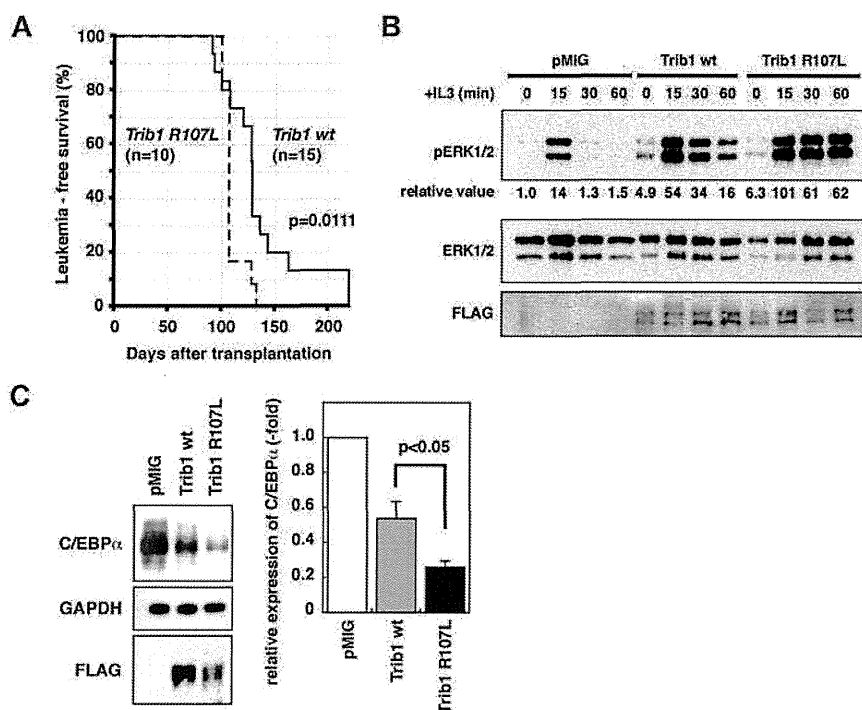 A
Leukemia - free survival (%)
100
80
60
40
20
0
Trib1 R107L
(n=10)
Trib1 wt
(n=15)
p=0.0111
0 50 100 150 200
Days after transplantation
B
pMIG Trib1 wt Trib1 R107L
+IL3 (min) 0 15 30 60 0 15 30 60 0 15 30 60
pERK1/2
relative value 1.0 14 1.3 1.5 4.9 54 34 16 6.3 101 61 62
ERK1/2
FLAG
C
pMIG
Trib1 wt
Trib1 R107L
C/EBPα
GAPDH
FLAG
relative expression of C/EBPα (-fold)
1.0
0.8
0.6
0.4
0.2
0
p<0.05
pMIG
Trib1 wt
Trib1 R107L